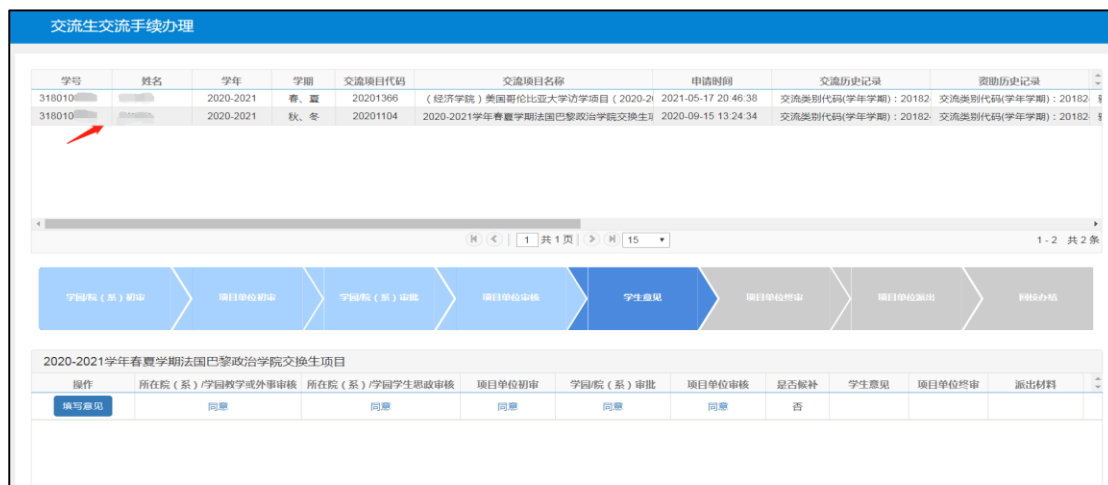 交流生交流手续办理
学号 姓名 学年 学期 交流项目代码 交流项目名称 申请时间 交流历史记录 资助历史记录
318010 2020-2021 春、夏 20201366 （经济学院）美国哥伦比亚大学访学项目（2020-20 2021-05-17 20:46:38 交流类别代码(学年学期)：20182- 交流类别代码(学年学期)：20182-
318010 2020-2021 秋、冬 20201104 2020-2021学年春夏学期法国巴黎政治学院交换生项 2020-09-15 13:24:34 交流类别代码(学年学期)：20182- 交流类别代码(学年学期)：20182-
1 共1页 15 1 - 2 共2条
学园/院（系）初审 项目单位初审 学园/院（系）审批 项目单位审核 学生意见 项目单位终审 项目单位派出 回校办结
2020-2021学年春夏学期法国巴黎政治学院交换生项目
操作 所在院（系）/学园教学或外事审核 所在院（系）/学园学生思政审核 项目单位初审 学园/院（系）审批 项目单位审核 是否候补 学生意见 项目单位终审 派出材料
填写意见 同意 同意 同意 同意 同意 否